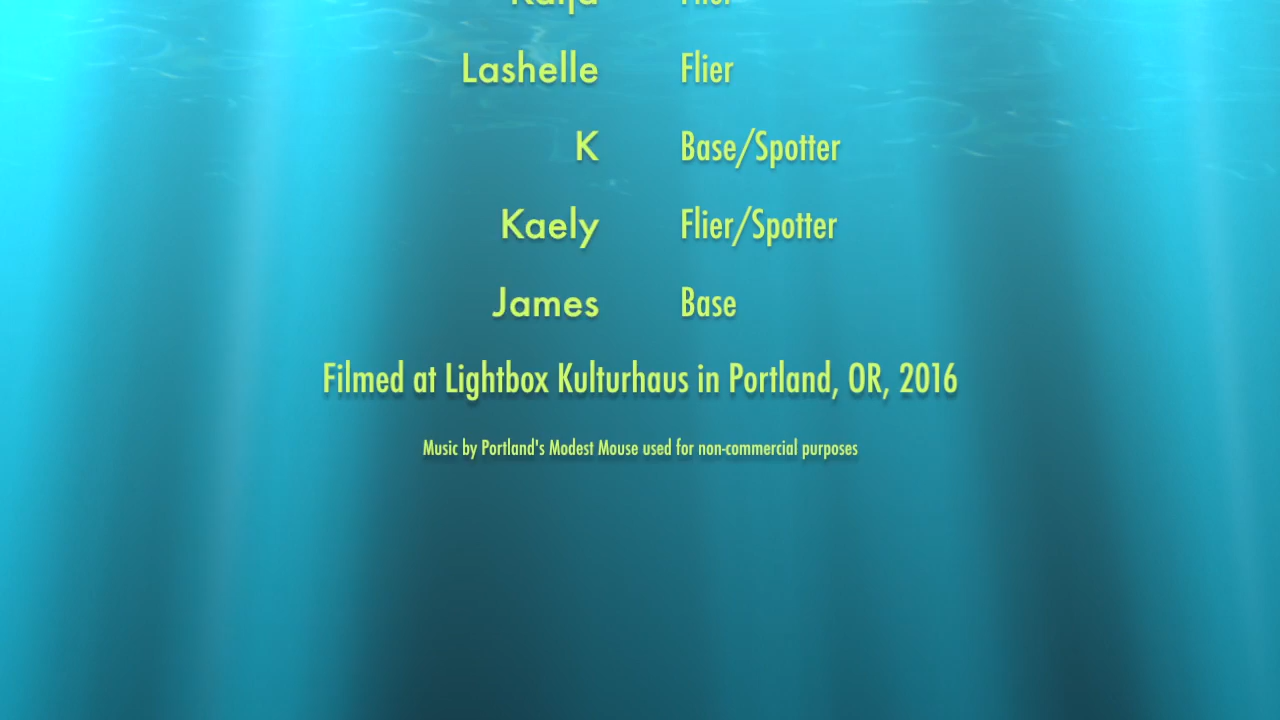 Lashelle Flier
K Base/Spotter
Kaely Flier/Spotter
James Base
Filmed at Lightbox Kulturhaus in Portland, OR, 2016
Music by Portland's Modest Mouse used for non-commercial purposes